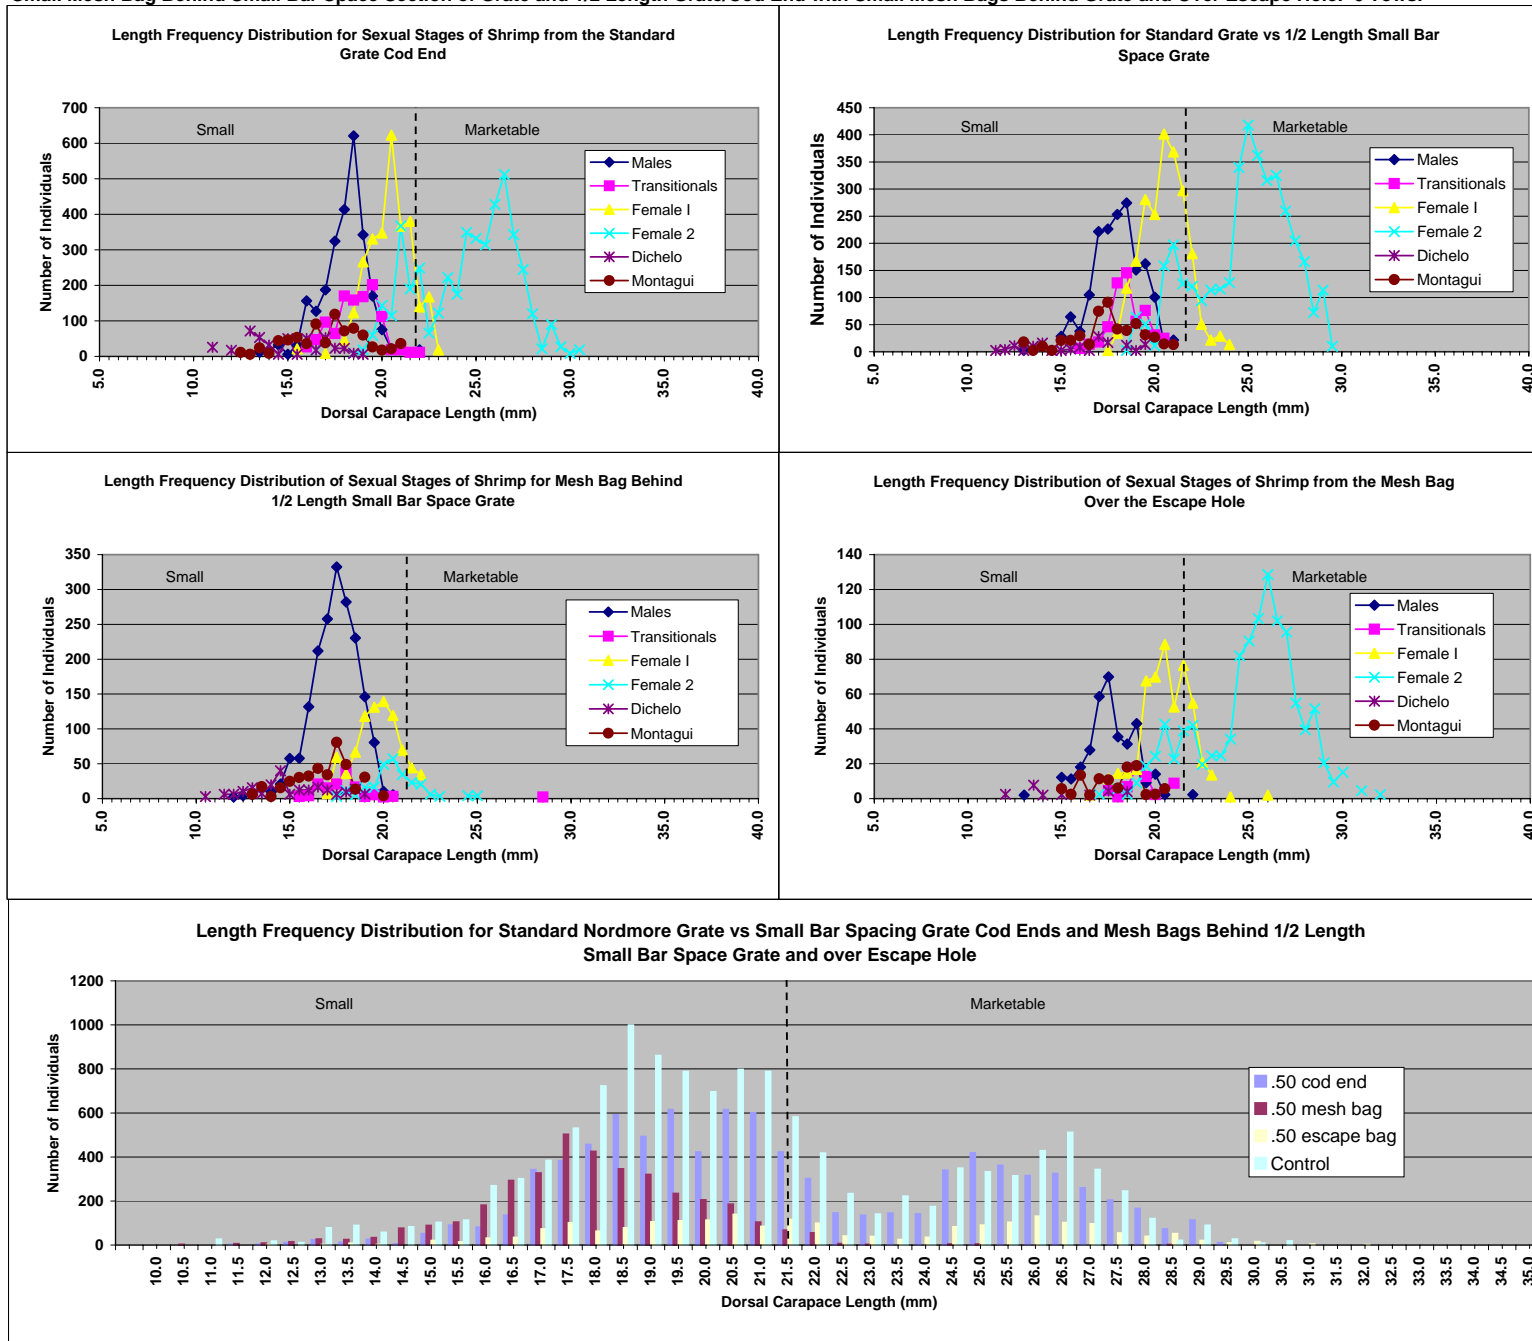 Length Frequency Distribution for Sexual Stages of Shrimp from the Standard
Grate Cod End
700
600
500
400
300
200
100
0
Number of Individuals
Small
Marketable
Males
Transitionals
Female I
Female 2
Dichelo
Montagui
5.0
10.0
15.0
20.0
25.0
30.0
35.0
40.0
Dorsal Carapace Length (mm)
Length Frequency Distribution for Standard Grate vs 1/2 Length Small Bar
Space Grate
450
400
350
300
250
200
150
100
50
0
Number of Individuals
Small
Marketable
Males
Transitionals
Female I
Female 2
Dichelo
Montagui
5.0
10.0
15.0
20.0
25.0
30.0
35.0
40.0
Dorsal Carapace Length (mm)
Length Frequency Distribution of Sexual Stages of Shrimp for Mesh Bag Behind
1/2 Length Small Bar Space Grate
350
300
250
200
150
100
50
0
Number of Individuals
Small
Marketable
Males
Transitionals
Female I
Female 2
Dichelo
Montagui
5.0
10.0
15.0
20.0
25.0
30.0
35.0
40.0
Dorsal Carapace Length (mm)
Length Frequency Distribution of Sexual Stages of Shrimp from the Mesh Bag
Over the Escape Hole
140
120
100
80
60
40
20
0
Number of Individuals
Small
Marketable
Males
Transitionals
Female I
Female 2
Dichelo
Montagui
5.0
10.0
15.0
20.0
25.0
30.0
35.0
40.0
Dorsal Carapace Length (mm)
Length Frequency Distribution for Standard Nordmore Grate vs Small Bar Spacing Grate Cod Ends and Mesh Bags Behind 1/2 Length
Small Bar Space Grate and over Escape Hole
1200
1000
800
600
400
200
0
Number of Individuals
Small
Marketable
.50 cod end
.50 mesh bag
.50 escape bag
Control
10.0
10.5
11.0
11.5
12.0
12.5
13.0
13.5
14.0
14.5
15.0
15.5
16.0
16.5
17.0
17.5
18.0
18.5
19.0
19.5
20.0
20.5
21.0
21.5
22.0
22.5
23.0
23.5
24.0
24.5
25.0
25.5
26.0
26.5
27.0
27.5
28.0
28.5
29.0
29.5
30.0
30.5
31.0
31.5
32.0
32.5
33.0
33.5
34.0
34.5
35.0
Dorsal Carapace Length (mm)